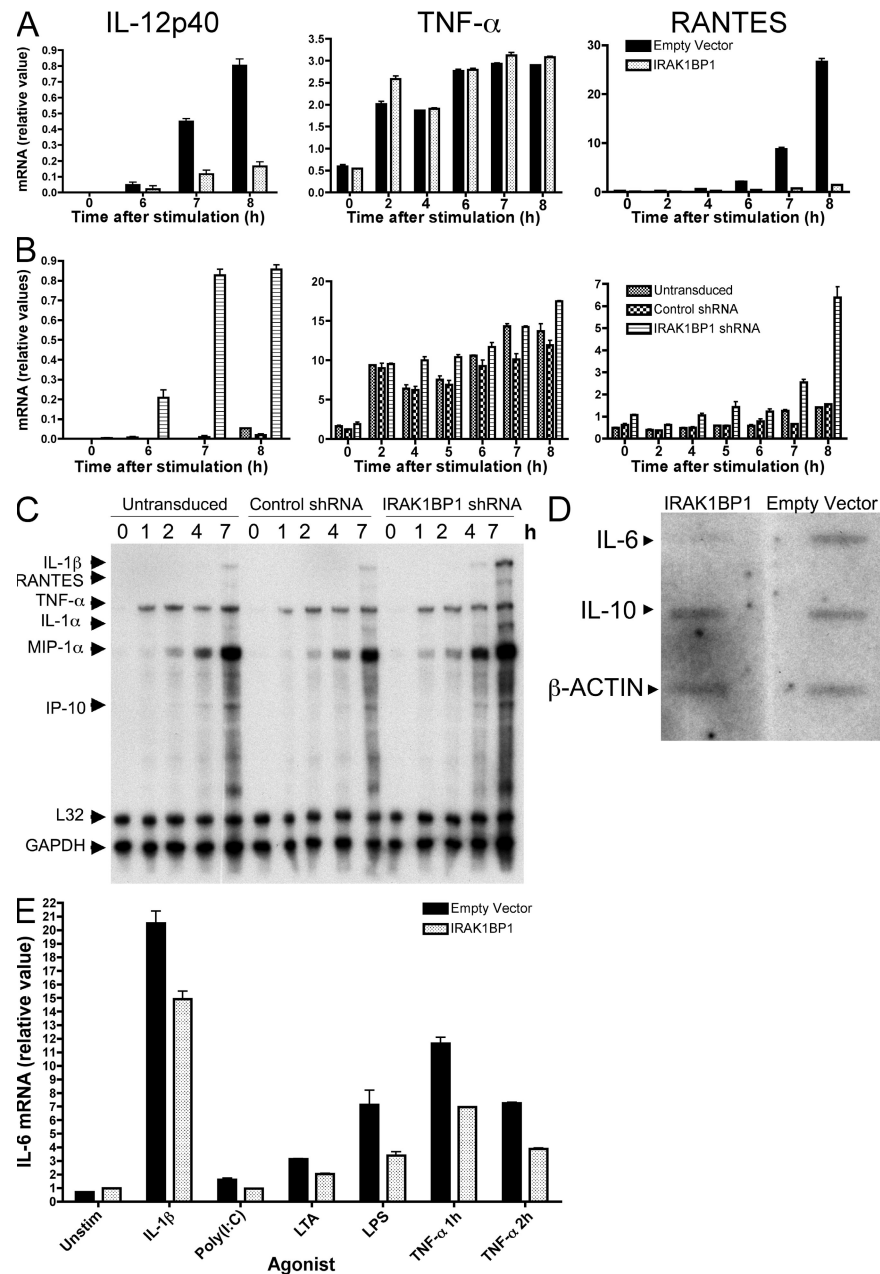 A
IL-12p40
TNF-α
RANTES
mRNA (relative value)
0.9
0.8
0.7
0.6
0.5
0.4
0.3
0.2
0.1
0.0
0 6 7 8
Time after stimulation (h)
3.5
3.0
2.5
2.0
1.5
1.0
0.5
0.0
0 2 4 6 7 8
Time after stimulation (h)
30
20
10
0
Empty Vector
IRAK1BP1
0 2 4 6 7 8
Time after stimulation (h)
B
mRNA (relative values)
0.9
0.8
0.7
0.6
0.5
0.4
0.3
0.2
0.1
0.0
0 6 7 8
Time after stimulation (h)
20
15
10
5
0
0 2 4 5 6 7 8
Time after stimulation (h)
7
6
5
4
3
2
1
0
Untransduced
Control shRNA
IRAK1BP1 shRNA
0 2 4 5 6 7 8
Time after stimulation (h)
C
Untransduced Control shRNA IRAK1BP1 shRNA
0 1 2 4 7 0 1 2 4 7 0 1 2 4 7 h
IL-1β
RANTES
TNF-α
IL-1α
MIP-1α
IP-10
L32
GAPDH
D
IRAK1BP1 Empty Vector
IL-6
IL-10
β-ACTIN
E
IL-6 mRNA (relative value)
22
21
20
19
18
17
16
15
14
13
12
11
10
9
8
7
6
5
4
3
2
1
0
Empty Vector
IRAK1BP1
Unstim
IL-1β
Poly(I:C)
LTA
LPS
TNF-α 1h
TNF-α 2h
Agonist